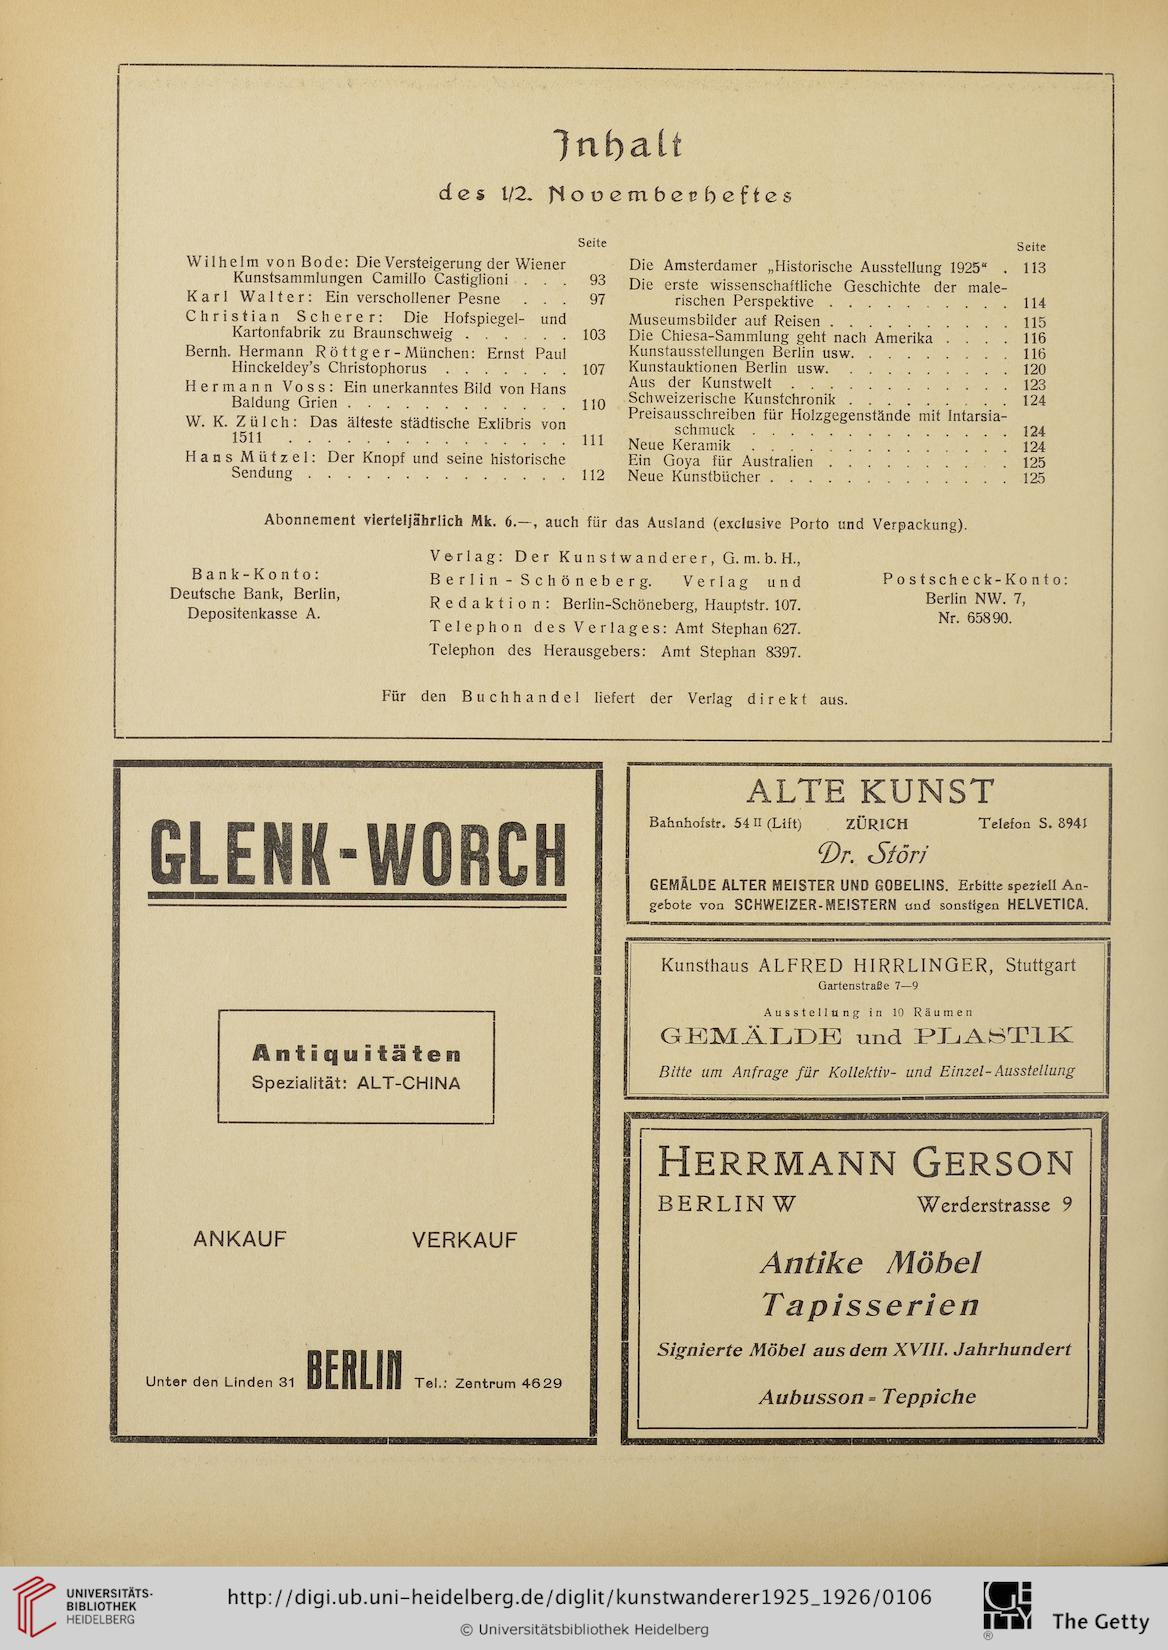 Inhalt
des 1/2. Novemberheftes
Seite
Wilhelm von Bode: Die Versteigerung der Wiener
Kunstsammlungen Camillo Castiglioni . . . 93
Karl Walter: Ein verschollener Pesne . . . 97
Christian Scherer: Die Hofspiegel- und
Kartonfabrik zu Braunschweig . . . . . . 103
Bernh. Hermann Röttger-München: Ernst Paul
Hinckeldey's Christophorus . . . . . . . 107
Hermann Voss: Ein unerkanntes Bild von Hans
Baldung Grien . . . . . . . . . . . . 110
W. K. Zülch: Das älteste städtische Exlibris von
1511 . . . . . . . . . . . . . . . 111
Hans Mützel: Der Knopf und seine historische
Sendung . . . . . . . . . . . . . . 112
Seite
Die Amsterdamer „Historische Ausstellung 1925“ . 113
Die erste wissenschaftliche Geschichte der male-
rischen Perspektive . . . . . . . . . . 114
Museumsbilder auf Reisen . . . . . . . . . . 115
Die Chiesa-Sammlung geht nach Amerika . . . . 116
Kunstausstellungen Berlin usw. . . . . . . . . 116
Kunstauktionen Berlin usw. . . . . . . . . . 120
Aus der Kunstwelt . . . . . . . . . . . . 123
Schweizerische Kunstchronik . . . . . . . . . 124
Preisausschreiben für Holzgegenstände mit Intarsia-
schmuck . . . . . . . . . . . . . . 124
Neue Keramik . . . . . . . . . . . . . . 124
Ein Goya für Australien . . . . . . . . . . 125
Neue Kunstbücher . . . . . . . . . . . . . 125
Abonnement vierteljährlich Mk. 6.—, auch für das Ausland (exclusive Porto und Verpackung).
Bank-Konto:
Deutsche Bank, Berlin,
Depositenkasse A.
Verlag: Der Kunstwanderer, G. m. b. H.,
Berlin-Schöneberg. Verlag und
Redaktion: Berlin-Schöneberg, Hauptstr. 107.
Telephon des Verlages: Amt Stephan 627.
Telephon des Herausgebers: Amt Stephan 8397.
Postscheck-Konto:
Berlin NW. 7,
Nr. 65890.
Für den Buchhandel liefert der Verlag direkt aus.
GLENK-WORCH
Antiquitäten
Spezialität: ALT-CHINA
ANKAUF VERKAUF
Unter den Linden 31 BERLIN Tel.: Zentrum 4629
ALTE KUNST
Bahnhofstr. 54 II (Lift) ZÜRICH Telefon S. 8941
Dr. Störi
GEMÄLDE ALTER MEISTER UND GOBELINS. Erbitte speziell An-
gebote von SCHWEIZER-MEISTERN und sonstigen HELVETICA.
Kunsthaus ALFRED HIRRLINGER, Stuttgart
Gartenstraße 7—9
Ausstellung in 10 Räumen
GEMÄLDE und PLASTIK
Bitte um Anfrage für Kollektiv- und Einzel-Ausstellung
HERRMANN GERSON
BERLIN W Werderstrasse 9
Antike Möbel
Tapisserien
Signierte Möbel aus dem XVIII. Jahrhundert
Aubusson-Teppiche
UNIVERSITÄTS-
BIBLIOTHEK
HEIDELBERG
http://digi.ub.uni-heidelberg.de/diglit/kunstwanderer1925_1926/0106
© Universitätsbibliothek Heidelberg
GETTY
®
The Getty